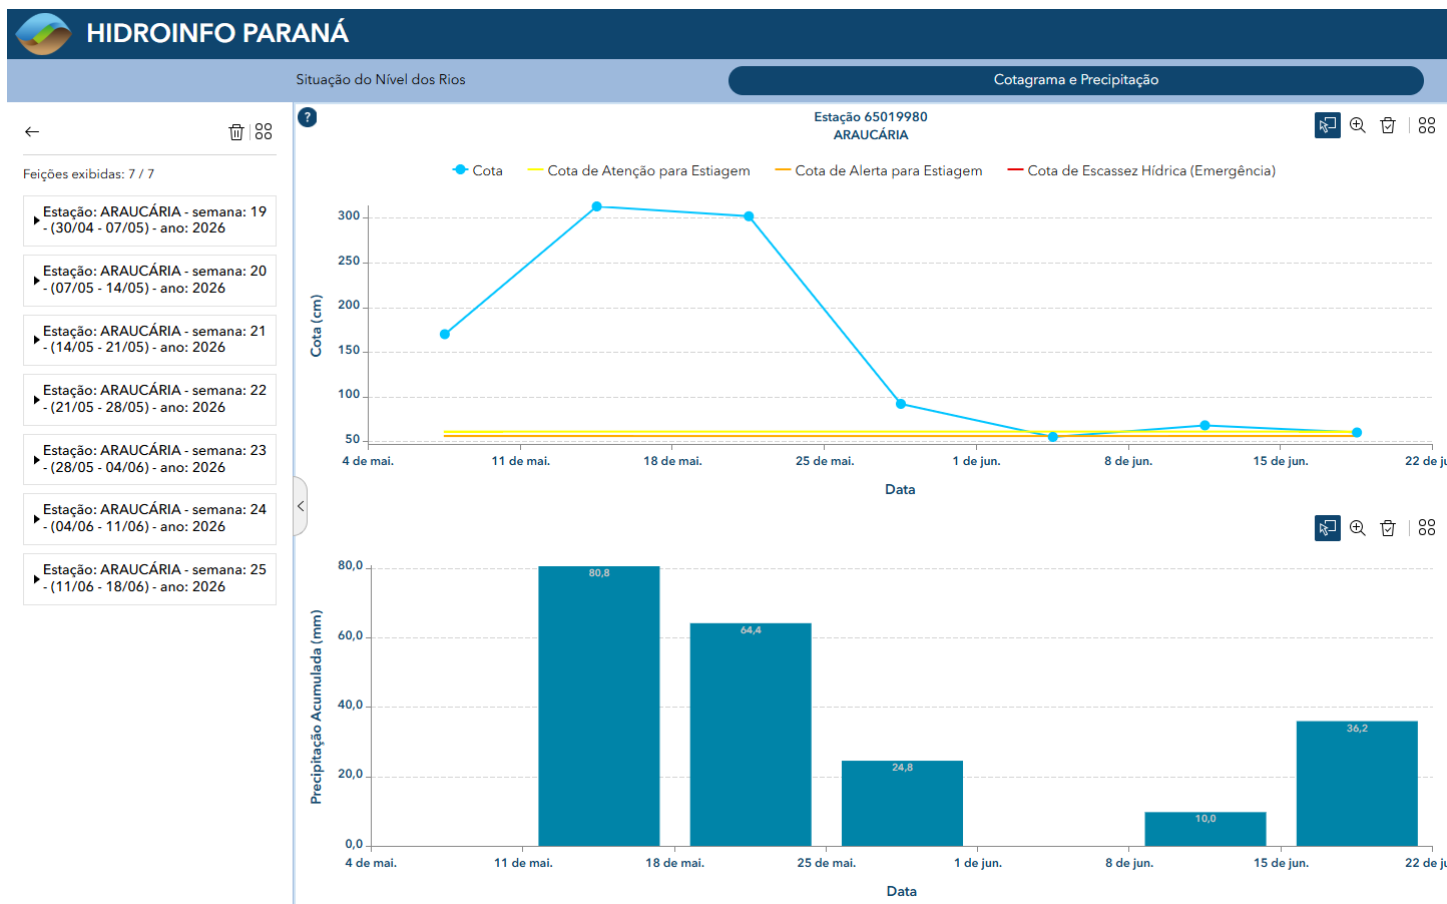 HIDROINFO PARANÁ
Situação do Nível dos Rios
Cotagrama e Precipitação
Feições exibidas: 7 / 7
Estação: ARAUCÁRIA - semana: 19
- (30/04 - 07/05) - ano: 2026
Estação: ARAUCÁRIA - semana: 20
- (07/05 - 14/05) - ano: 2026
Estação: ARAUCÁRIA - semana: 21
- (14/05 - 21/05) - ano: 2026
Estação: ARAUCÁRIA - semana: 22
- (21/05 - 28/05) - ano: 2026
Estação: ARAUCÁRIA - semana: 23
- (28/05 - 04/06) - ano: 2026
Estação: ARAUCÁRIA - semana: 24
- (04/06 - 11/06) - ano: 2026
Estação: ARAUCÁRIA - semana: 25
- (11/06 - 18/06) - ano: 2026
?
Estação 65019980
ARAUCÁRIA
Cota
Cota de Atenção para Estiagem
Cota de Alerta para Estiagem
Cota de Escassez Hídrica (Emergência)
Cota (cm)
300
250
200
150
100
50
4 de mai.
11 de mai.
18 de mai.
25 de mai.
1 de jun.
8 de jun.
15 de jun.
22 de ju
Data
Precipitação Acumulada (mm)
80,0
60,0
40,0
20,0
0,0
80,8
64,4
24,8
10,0
36,2
4 de mai.
11 de mai.
18 de mai.
25 de mai.
1 de jun.
8 de jun.
15 de jun.
22 de ju
Data